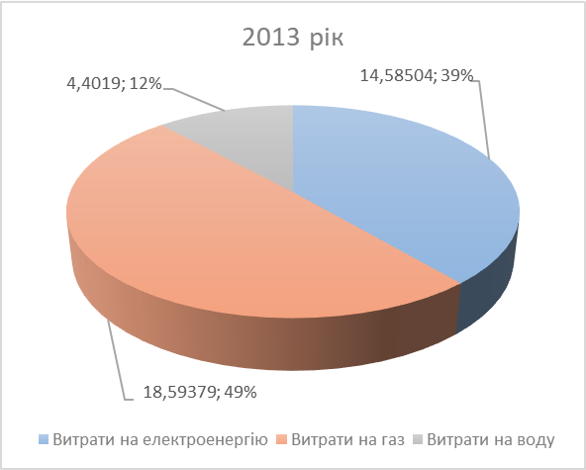 2013 рік
4,4019; 12%
14,58504; 39%
18,59379; 49%
Витрати на електроенергію Витрати на газ Витрати на воду